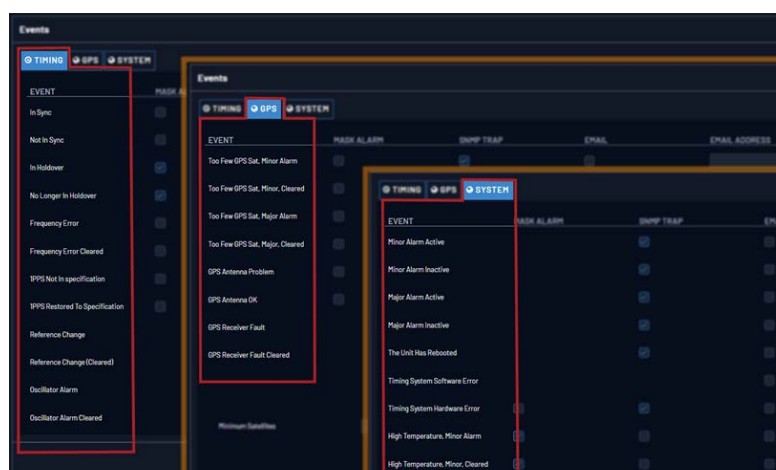 Events
TIMING GPS SYSTEM
EVENT MASK AL
In Sync
Not In Sync
In Holdover
No Longer In Holdover
Frequency Error
Frequency Error Cleared
1PPS Not In specification
1PPS Restored To Specification
Reference Change
Reference Change (Cleared)
Oscillator Alarm
Oscillator Alarm Cleared
Events
TIMING GPS SYSTEM
EVENT MASK ALARM SNMP TRAP EMAIL EMAIL ADDRESS
Too Few GPS Sat, Minor Alarm
Too Few GPS Sat, Minor, Cleared
Too Few GPS Sat, Major Alarm
Too Few GPS Sat, Major, Cleared
GPS Antenna Problem
GPS Antenna OK
GPS Receiver Fault
GPS Receiver Fault Cleared
Minimum Satellites
TIMING GPS SYSTEM
EVENT MASK ALARM SNMP TRAP EM
Minor Alarm Active
Minor Alarm Inactive
Major Alarm Active
Major Alarm Inactive
The Unit Has Rebooted
Timing System Software Error
Timing System Hardware Error
High Temperature, Minor Alarm
High Temperature, Minor, Cleared